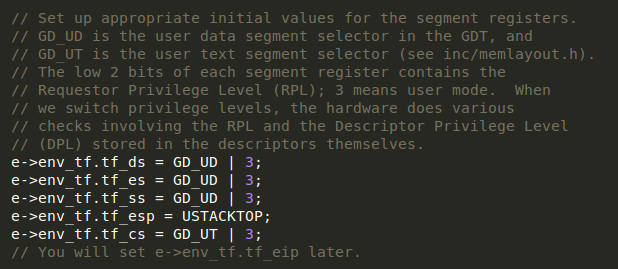 // Set up appropriate initial values for the segment registers.
// GD_UD is the user data segment selector in the GDT, and
// GD_UT is the user text segment selector (see inc/memlayout.h).
// The low 2 bits of each segment register contains the
// Requestor Privilege Level (RPL); 3 means user mode.  When
// we switch privilege levels, the hardware does various
// checks involving the RPL and the Descriptor Privilege Level
// (DPL) stored in the descriptors themselves.
e->env_tf.tf_ds = GD_UD | 3;
e->env_tf.tf_es = GD_UD | 3;
e->env_tf.tf_ss = GD_UD | 3;
e->env_tf.tf_esp = USTACKTOP;
e->env_tf.tf_cs = GD_UT | 3;
// You will set e->env_tf.tf_eip later.